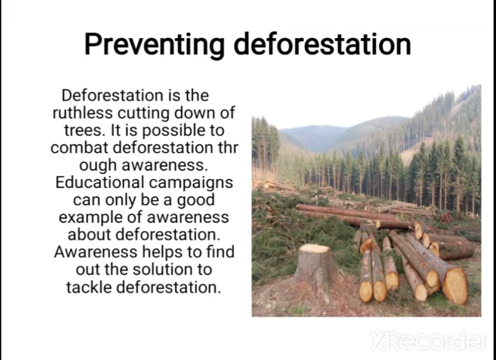 Preventing deforestation
Deforestation is the
ruthless cutting down of
trees. It is possible to
combat deforestation thr
ough awareness.
Educational campaigns
can only be a good
example of awareness
about deforestation.
Awareness helps to find
out the solution to
tackle deforestation.
XRecorder